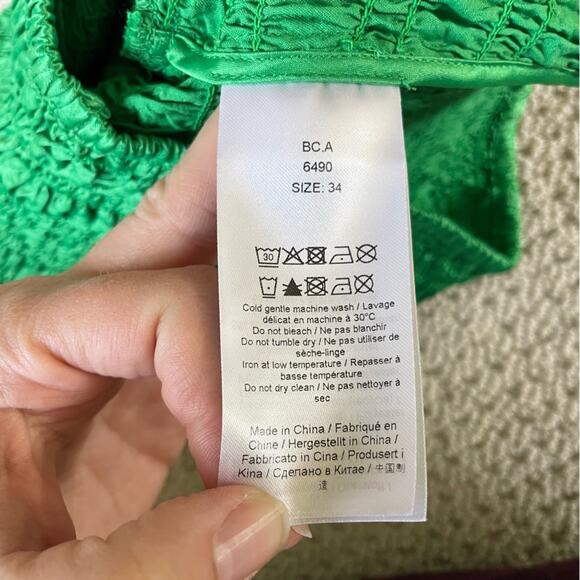 BC.A
6490
SIZE: 34
30
Cold gentle machine wash / Lavage
délicat en machine à 30°C
Do not bleach / Ne pas blanchir
Do not tumble dry / Ne pas utiliser de
sèche-linge
Iron at low temperature / Repasser à
basse température
Do not dry clean / Ne pas nettoyer à
sec
Made in China / Fabriqué en
Chine / Hergestellt in China /
Fabbricato in Cina / Produsert i
Kina / Сделано в Китае / 中国制
造